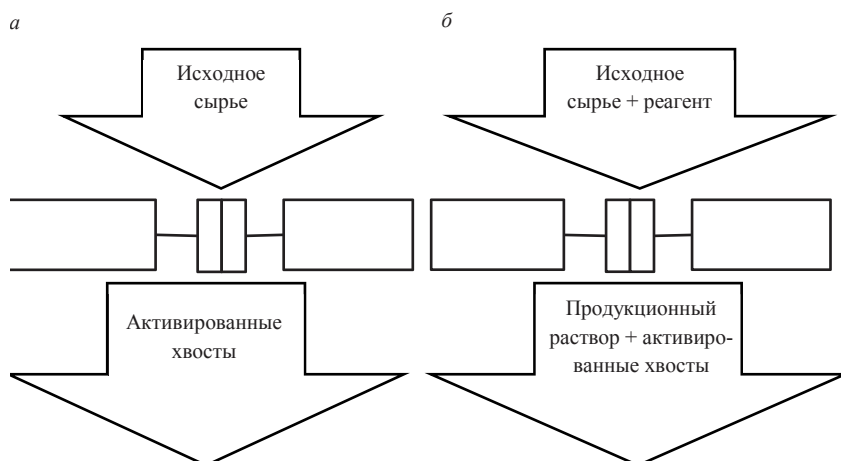 а
Исходное
сырье
Активированные
хвосты
б
Исходное
сырье + реагент
Продукционный
раствор + активиро-
ванные хвосты